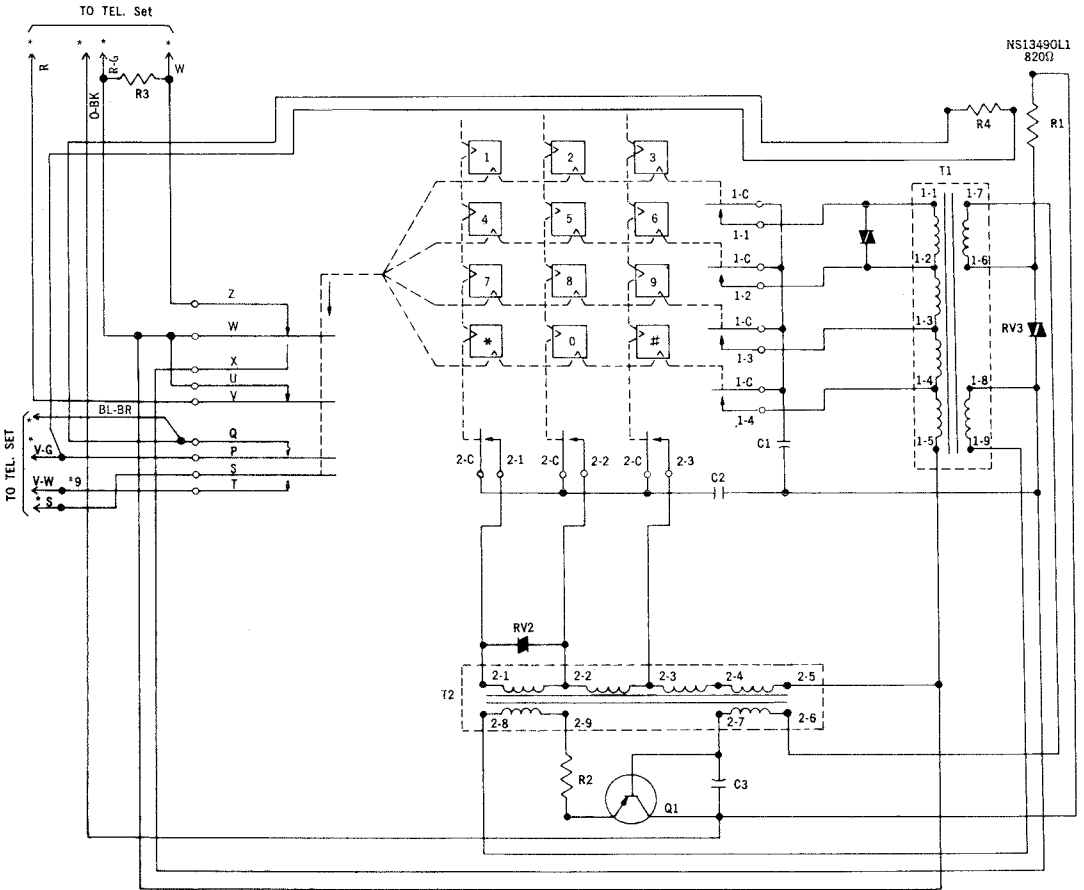 TO TEL. Set
* * * *
R
O-BK
R-G
W
R3
NS13490L1
820Ω
R4
R1
T1
1 2 3
4 5 6
7 8 9
* 0 #
1-C
1-1
1-C
1-2
1-C
1-3
1-C
1-4
1-1 1-7
1-2 1-6
1-3
RV3
1-4 1-8
1-5 1-9
Z
W
X
U
V
BL-BR
Q
P
S
T
TO TEL. SET
*
*
V-G
V-W *9
* S
C1
2-C 2-1 2-C 2-2 2-C 2-3
C2
RV2
T2
2-1 2-2 2-3 2-4 2-5
2-8 2-9 2-7 2-6
R2
C3
Q1